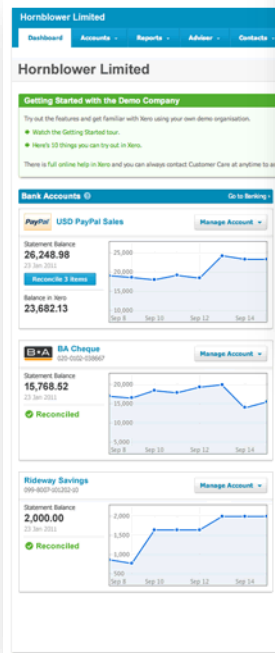 Hornblower Limited
Dashboard Accounts Reports Adviser Contacts
Hornblower Limited
Getting Started with the Demo Company
Try out the features and get familiar with Xero using your own demo organisation.
Watch the Getting Started tour.
Here's 10 things you can try out in Xero.
There is full online help in Xero and you can always contact Customer Care at anytime to
Bank Accounts Go to Banking ›
PayPal USD PayPal Sales Manage Account
Statement Balance
26,248.98
23 Jan 2011
Reconcile 3 items
Balance in Xero
23,682.13
25,000
20,000
15,000
10,000
Sep 8 Sep 10 Sep 12 Sep 14
B+A BA Cheque
Manage Account
Statement Balance
15,768.52
23 Jan 2011
Reconciled
20,000
15,000
10,000
5,000
Sep 8 Sep 10 Sep 12 Sep 14
Rideway Savings
Manage Account
Statement Balance
2,000.00
23 Jan 2011
Reconciled
2,000
1,500
1,000
500
Sep 8 Sep 10 Sep 12 Sep 14